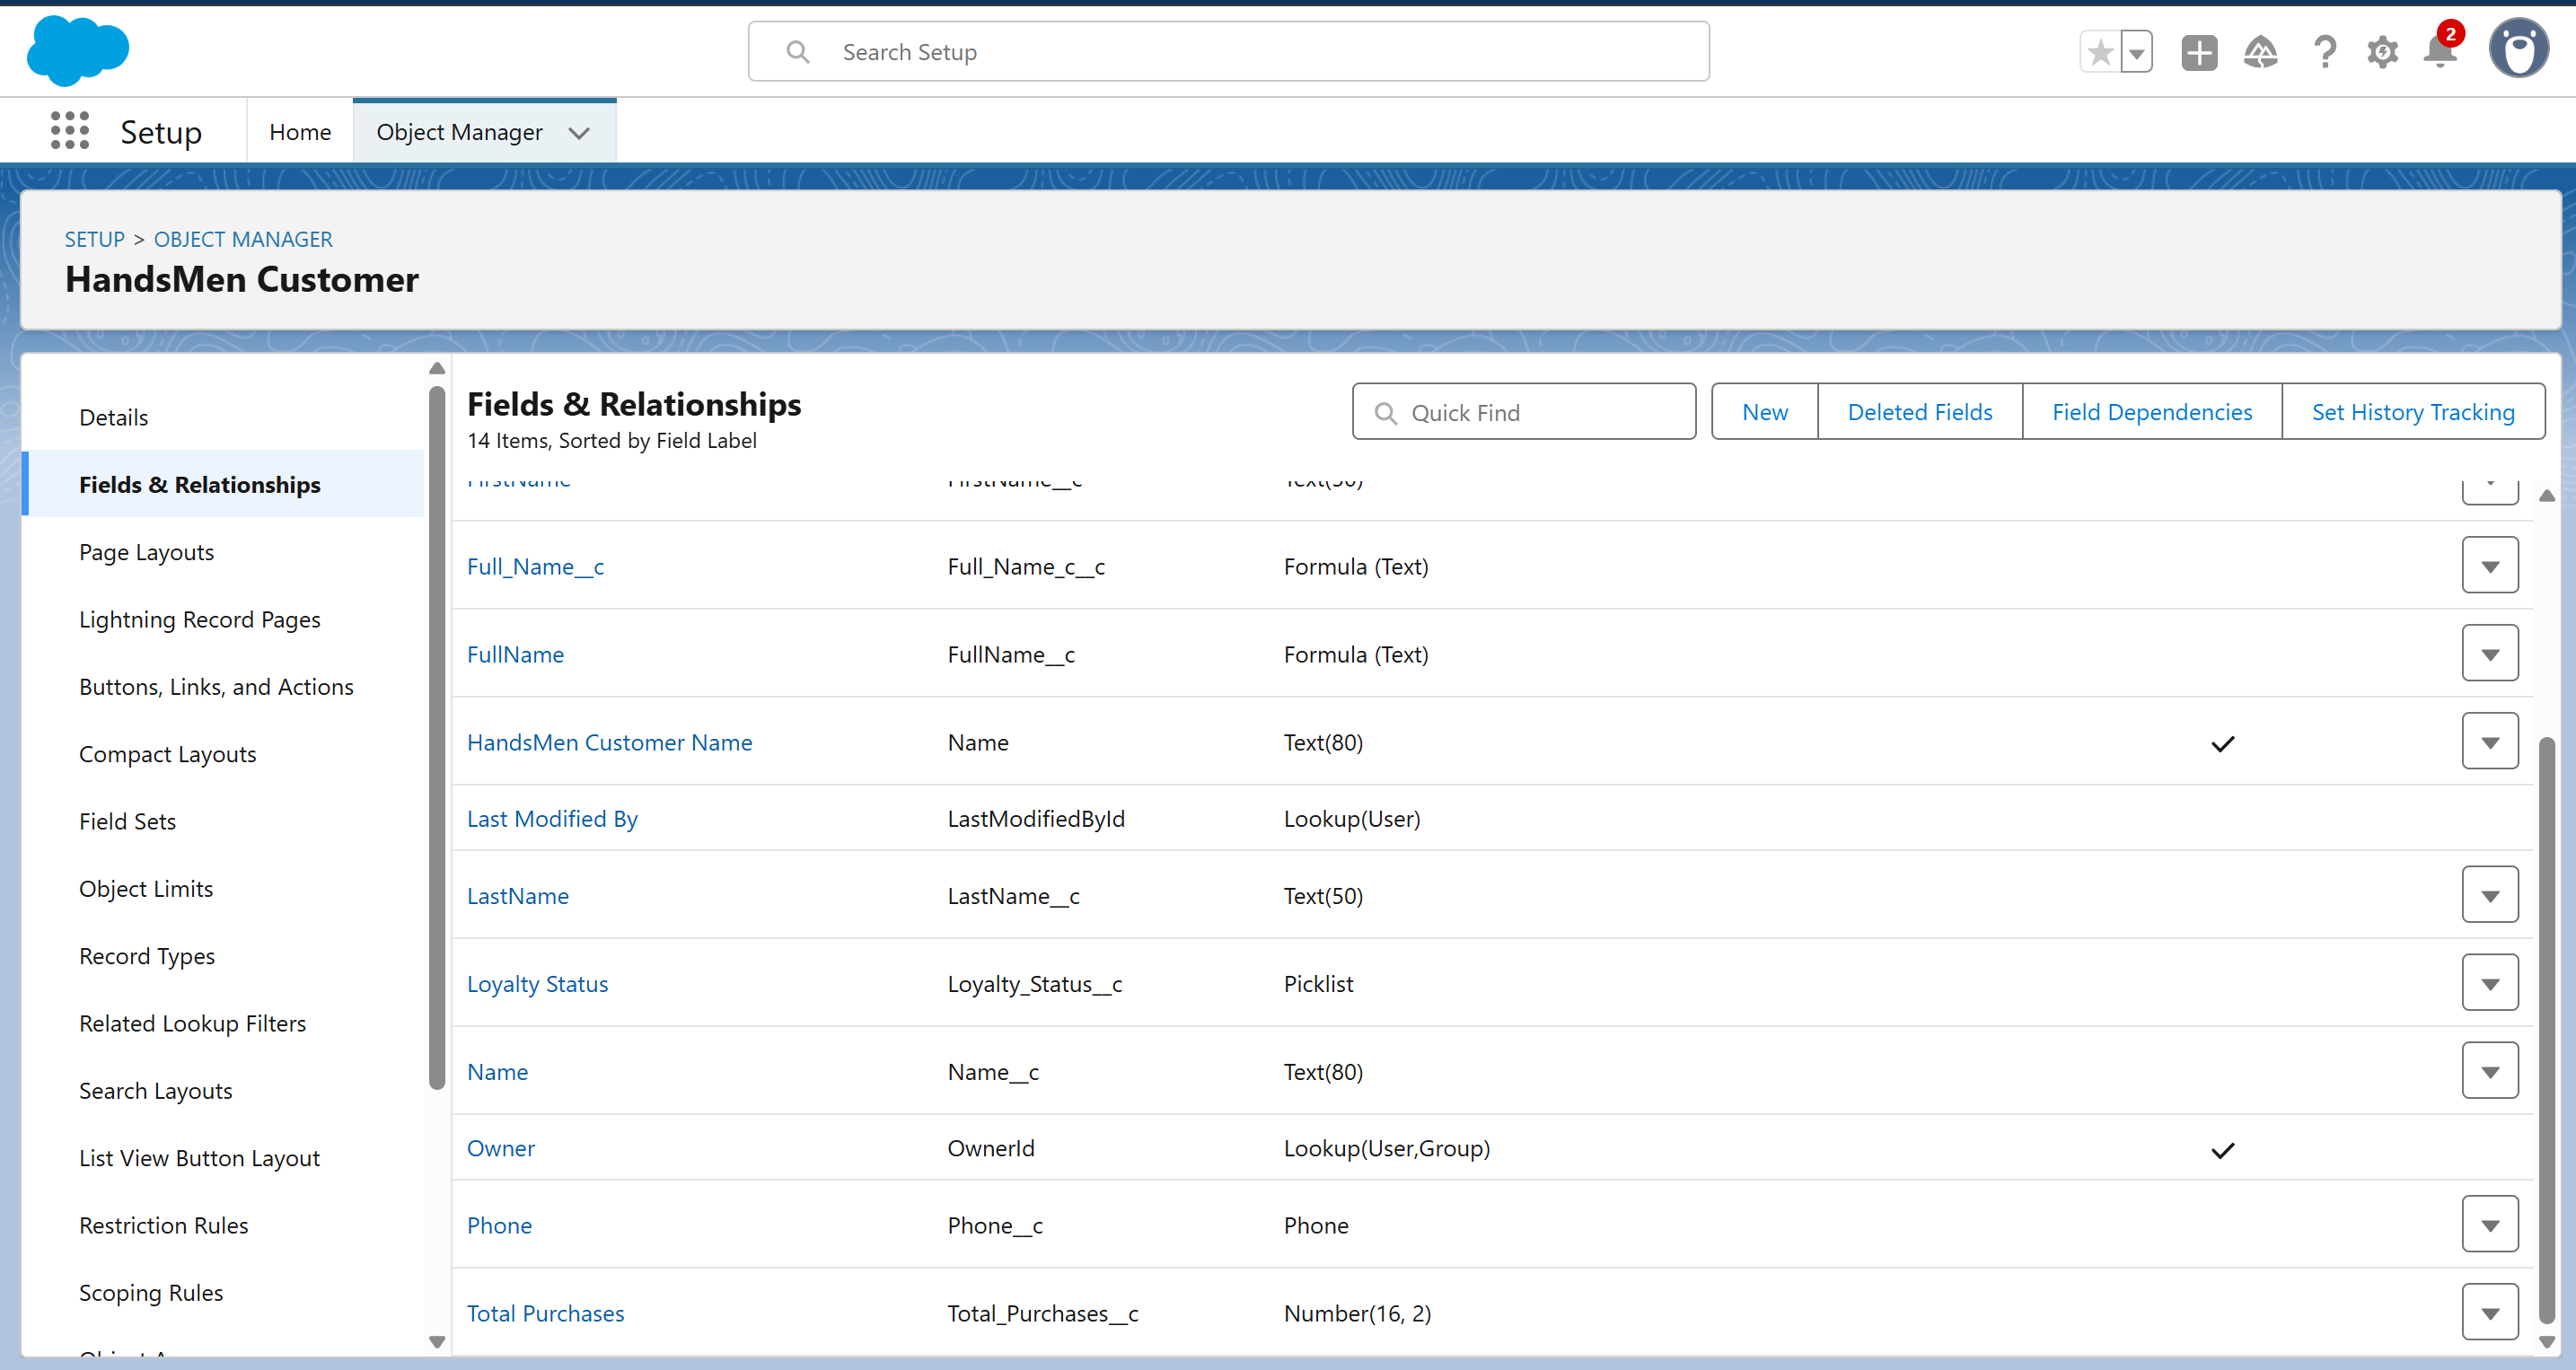 2
Search Setup
Setup
Home
Object Manager
SETUP > OBJECT MANAGER
HandsMen Customer
Details
Fields & Relationships
Page Layouts
Lightning Record Pages
Buttons, Links, and Actions
Compact Layouts
Field Sets
Object Limits
Record Types
Related Lookup Filters
Search Layouts
List View Button Layout
Restriction Rules
Scoping Rules
Fields & Relationships
14 Items, Sorted by Field Label
Quick Find
New
Deleted Fields
Field Dependencies
Set History Tracking
FirstName FirstName__c Text(50)
Full_Name__c Full_Name_c__c Formula (Text)
FullName FullName__c Formula (Text)
HandsMen Customer Name Name Text(80)
Last Modified By LastModifiedById Lookup(User)
LastName LastName__c Text(50)
Loyalty Status Loyalty_Status__c Picklist
Name Name__c Text(80)
Owner OwnerId Lookup(User,Group)
Phone Phone__c Phone
Total Purchases Total_Purchases__c Number(16, 2)